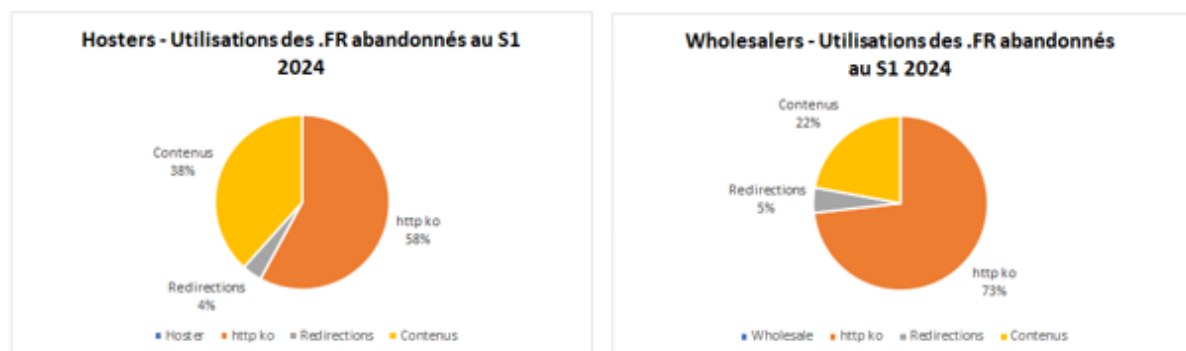 Hosters - Utilisations des .FR abandonnés au S1
2024
Contenus
38%
http ko
58%
Redirections
4%
Hoster http ko Redirections Contenus
Wholesalers - Utilisations des .FR abandonnés
au S1 2024
Contenus
22%
Redirections
5%
http ko
73%
Wholesale http ko Redirections Contenus